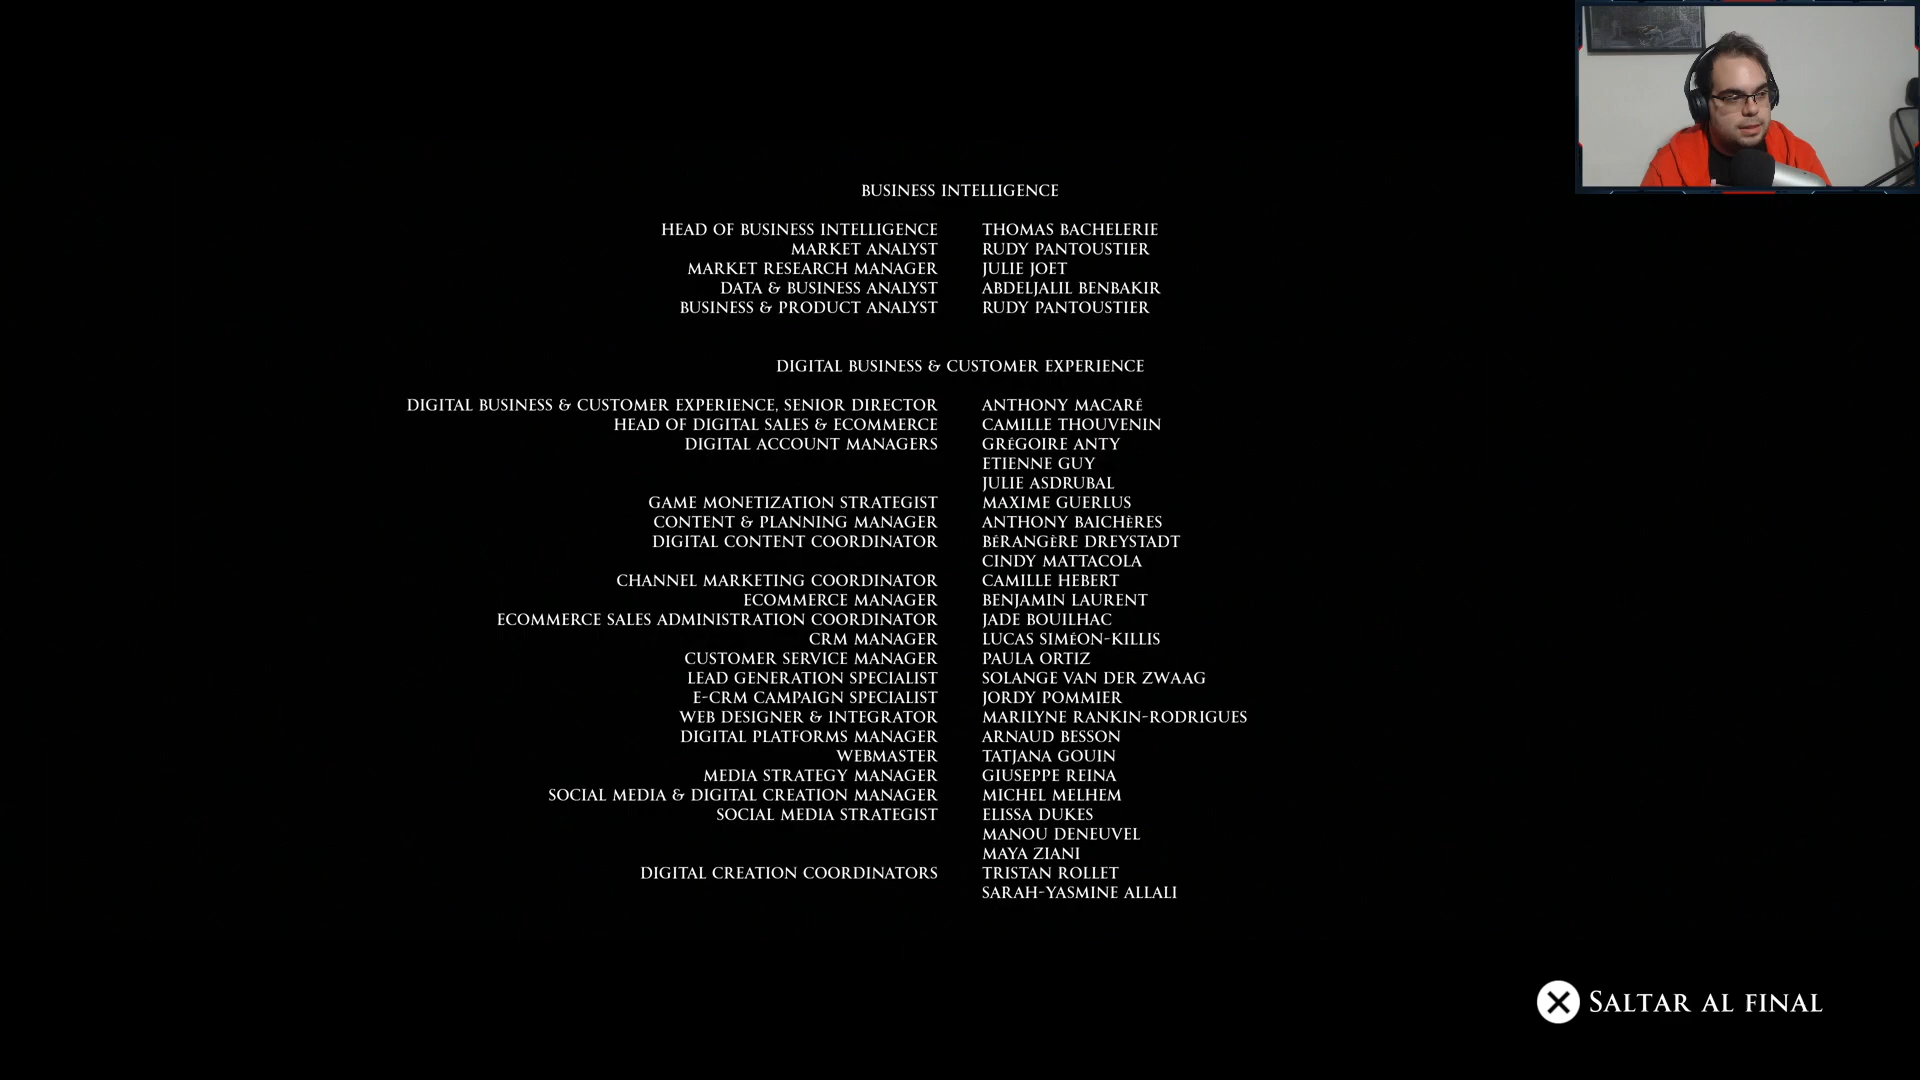 BUSINESS INTELLIGENCE
HEAD OF BUSINESS INTELLIGENCE THOMAS BACHELERIE
MARKET ANALYST RUDY PANTOUSTIER
MARKET RESEARCH MANAGER JULIE JOET
DATA & BUSINESS ANALYST ABDELJALIL BENBAKIR
BUSINESS & PRODUCT ANALYST RUDY PANTOUSTIER
DIGITAL BUSINESS & CUSTOMER EXPERIENCE
DIGITAL BUSINESS & CUSTOMER EXPERIENCE, SENIOR DIRECTOR ANTHONY MACARÉ
HEAD OF DIGITAL SALES & ECOMMERCE CAMILLE THOUVENIN
DIGITAL ACCOUNT MANAGERS GRÉGOIRE ANTY
ETIENNE GUY
JULIE ASDRUBAL
GAME MONETIZATION STRATEGIST MAXIME GUERLUS
CONTENT & PLANNING MANAGER ANTHONY BAICHÈRES
DIGITAL CONTENT COORDINATOR BÉRANGÈRE DREYSTADT
CINDY MATTACOLA
CHANNEL MARKETING COORDINATOR CAMILLE HEBERT
ECOMMERCE MANAGER BENJAMIN LAURENT
ECOMMERCE SALES ADMINISTRATION COORDINATOR JADE BOUILHAC
CRM MANAGER LUCAS SIMÉON-KILLIS
CUSTOMER SERVICE MANAGER PAULA ORTIZ
LEAD GENERATION SPECIALIST SOLANGE VAN DER ZWAAG
E-CRM CAMPAIGN SPECIALIST JORDY POMMIER
WEB DESIGNER & INTEGRATOR MARILYNE RANKIN-RODRIGUES
DIGITAL PLATFORMS MANAGER ARNAUD BESSON
WEBMASTER TATJANA GOUIN
MEDIA STRATEGY MANAGER GIUSEPPE REINA
SOCIAL MEDIA & DIGITAL CREATION MANAGER MICHEL MELHEM
SOCIAL MEDIA STRATEGIST ELISSA DUKES
MANOU DENEUVEL
MAYA ZIANI
DIGITAL CREATION COORDINATORS TRISTAN ROLLET
SARAH-YASMINE ALLALI
SALTAR AL FINAL